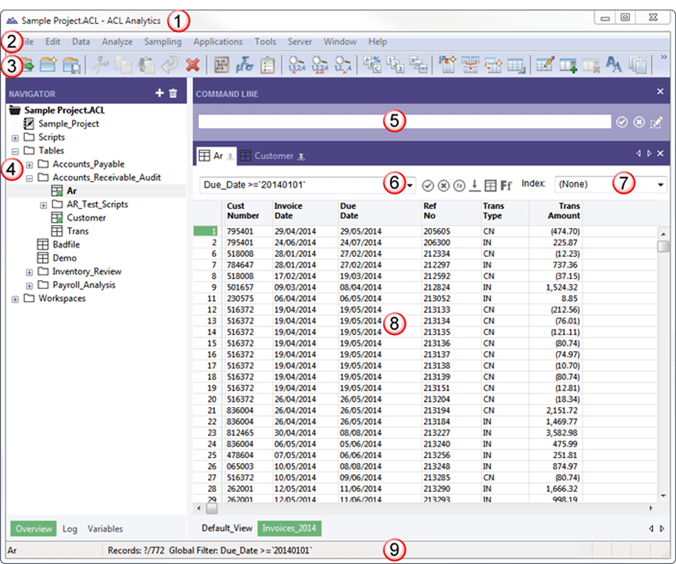 Sample Project.ACL - ACL Analytics 1
2 File Edit Data Analyze Sampling Applications Tools Server Window Help
3
NAVIGATOR
COMMAND LINE
Sample Project.ACL
Sample_Project
Scripts
Tables
4 Accounts_Payable
Accounts_Receivable_Audit
Ar
AR_Test_Scripts
Customer
Trans
Badfile
Demo
Inventory_Review
Payroll_Analysis
Workspaces
5
Ar Customer
Due_Date >=`20140101` 6 f(x) Ff Index: (None) 7
Cust Number Invoice Date Due Date Ref No Trans Type Trans Amount
1 795401 29/04/2014 29/05/2014 205605 CN (474.70)
2 795401 24/06/2014 24/07/2014 206300 IN 225.87
6 518008 28/01/2014 27/02/2014 212334 CN (12.23)
7 784647 28/01/2014 27/02/2014 212297 IN 737.36
8 518008 17/02/2014 19/03/2014 212592 CN (37.15)
9 501657 09/03/2014 08/04/2014 212824 IN 1,524.32
11 230575 06/04/2014 06/05/2014 213052 IN 8.85
12 516372 19/04/2014 19/05/2014 213133 CN (212.56)
13 516372 19/04/2014 19/05/2014 8 213134 CN (76.01)
14 516372 19/04/2014 19/05/2014 213135 CN (121.11)
15 516372 19/04/2014 19/05/2014 213136 CN (80.74)
16 516372 19/04/2014 19/05/2014 213137 CN (74.97)
17 516372 19/04/2014 19/05/2014 213138 CN (10.70)
18 516372 19/04/2014 19/05/2014 213139 CN (80.74)
19 516372 19/04/2014 19/05/2014 213151 CN (12.81)
20 516372 26/04/2014 26/05/2014 213204 CN (18.34)
21 836004 26/04/2014 26/05/2014 213194 CN 2,151.72
22 836004 26/04/2014 26/05/2014 213184 IN 1,469.77
23 812465 30/04/2014 08/08/2014 213227 IN 3,582.98
24 836004 06/05/2014 05/06/2014 213240 IN 475.99
25 478604 07/05/2014 06/06/2014 213256 IN 251.81
26 065003 10/05/2014 08/08/2014 213248 IN 874.97
27 516372 10/05/2014 09/06/2014 213285 CN (80.74)
28 262001 12/05/2014 11/06/2014 213290 IN 1,666.32
29 262001 12/05/2014 11/06/2014 213293 IN 998.19
Overview Log Variables
Default_View Invoices_2014
Ar Records: ?/772 Global Filter: Due_Date >=`20140101` 9